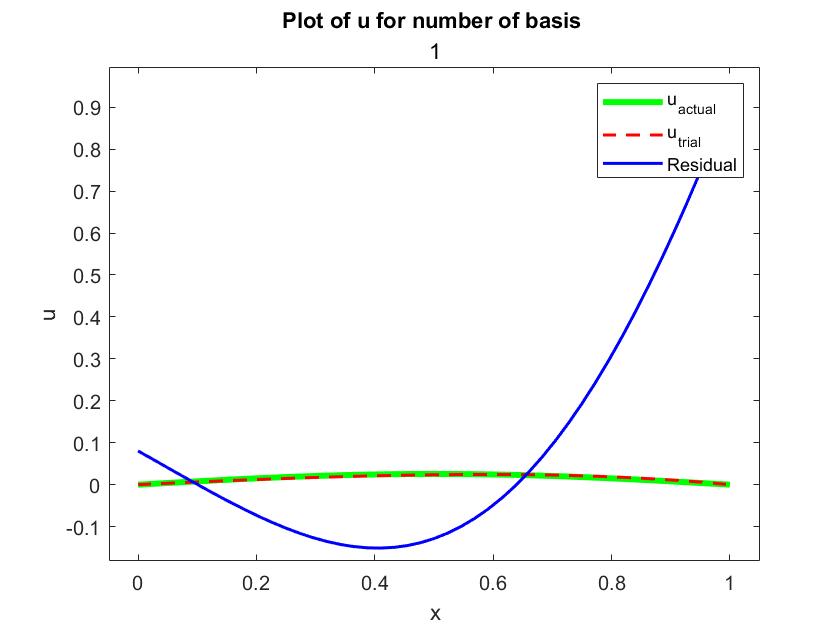 Plot of u for number of basis
1
u_actual
u_trial
Residual
0.9
0.8
0.7
0.6
0.5
0.4
0.3
0.2
0.1
0
-0.1
u
0 0.2 0.4 0.6 0.8 1
x